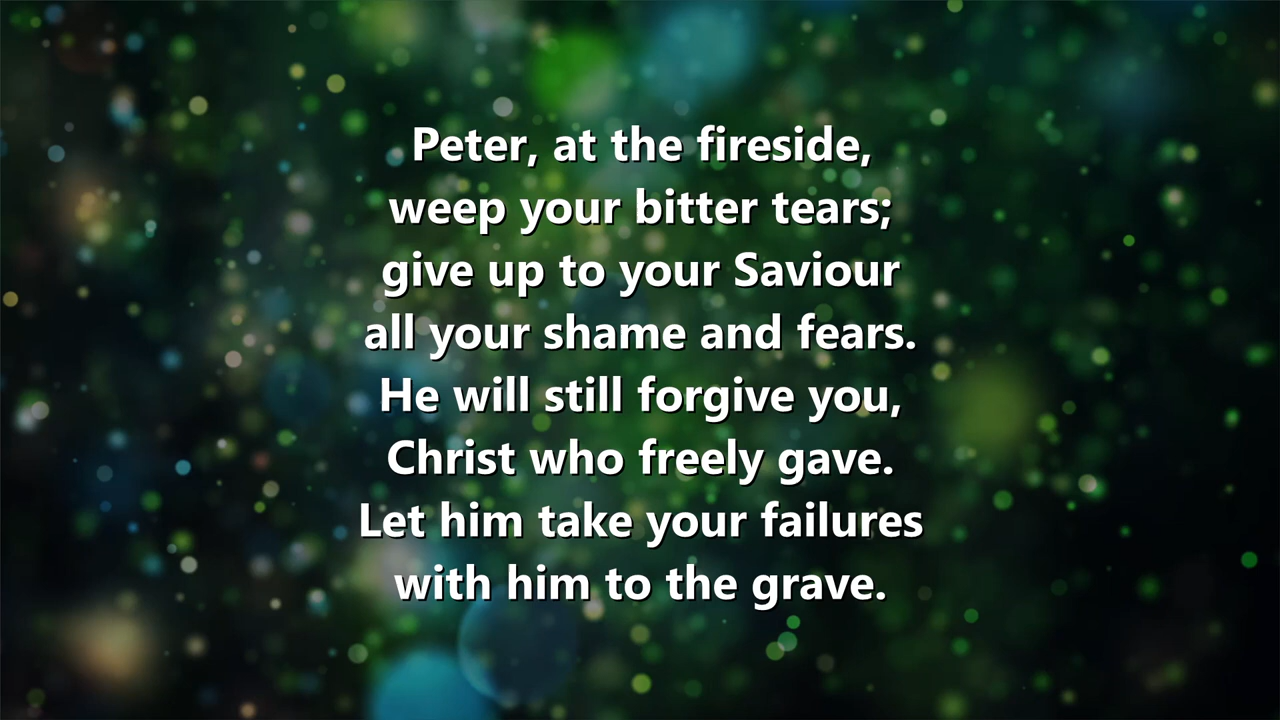 Peter, at the fireside,
weep your bitter tears;
give up to your Saviour
all your shame and fears.
He will still forgive you,
Christ who freely gave.
Let him take your failures
with him to the grave.